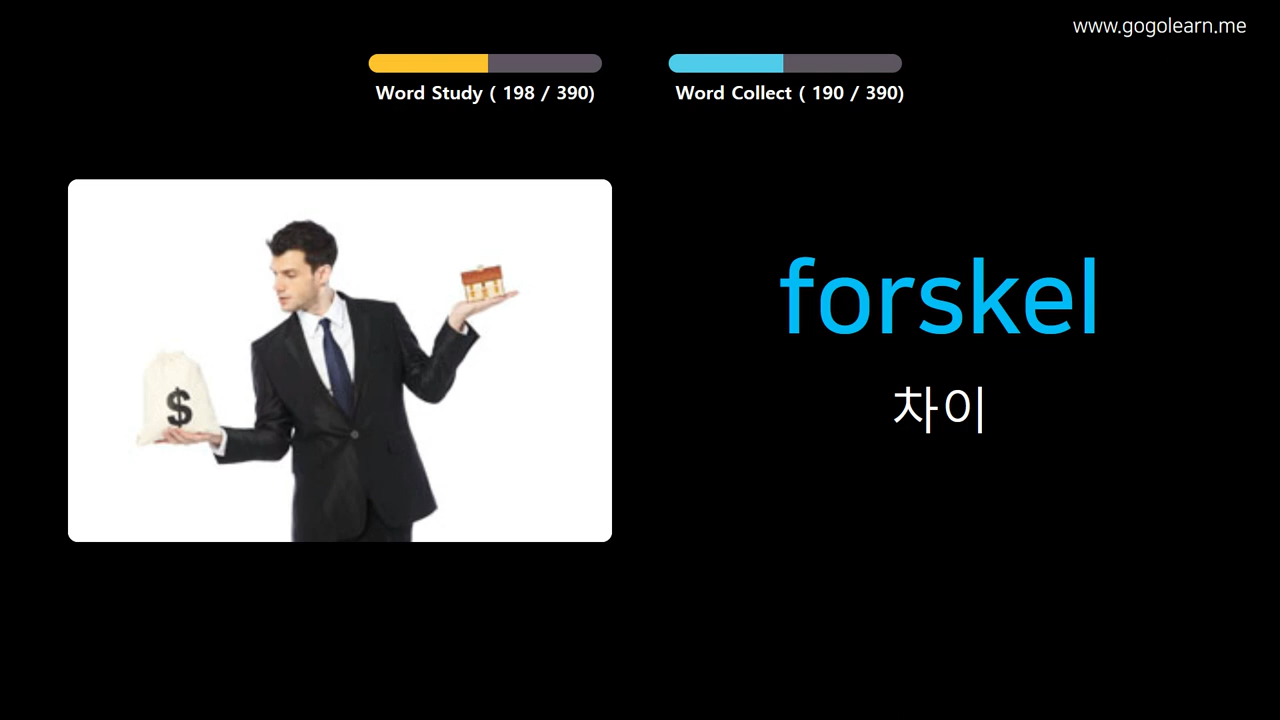 www.gogolearn.me
Word Study ( 198 / 390)
Word Collect ( 190 / 390)
$
forskel
차이